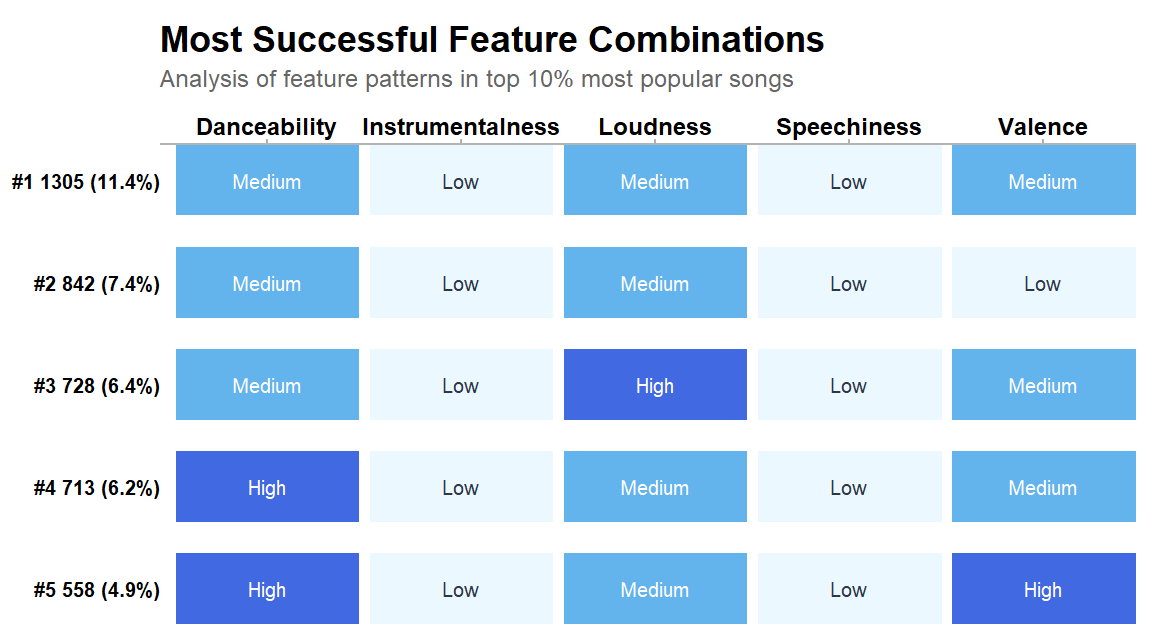 Most Successful Feature Combinations
Analysis of feature patterns in top 10% most popular songs
Danceability Instrumentalness Loudness Speechiness Valence
#1 1305 (11.4%) Medium Low Medium Low Medium
#2 842 (7.4%) Medium Low Medium Low Low
#3 728 (6.4%) Medium Low High Low Medium
#4 713 (6.2%) High Low Medium Low Medium
#5 558 (4.9%) High Low Medium Low High